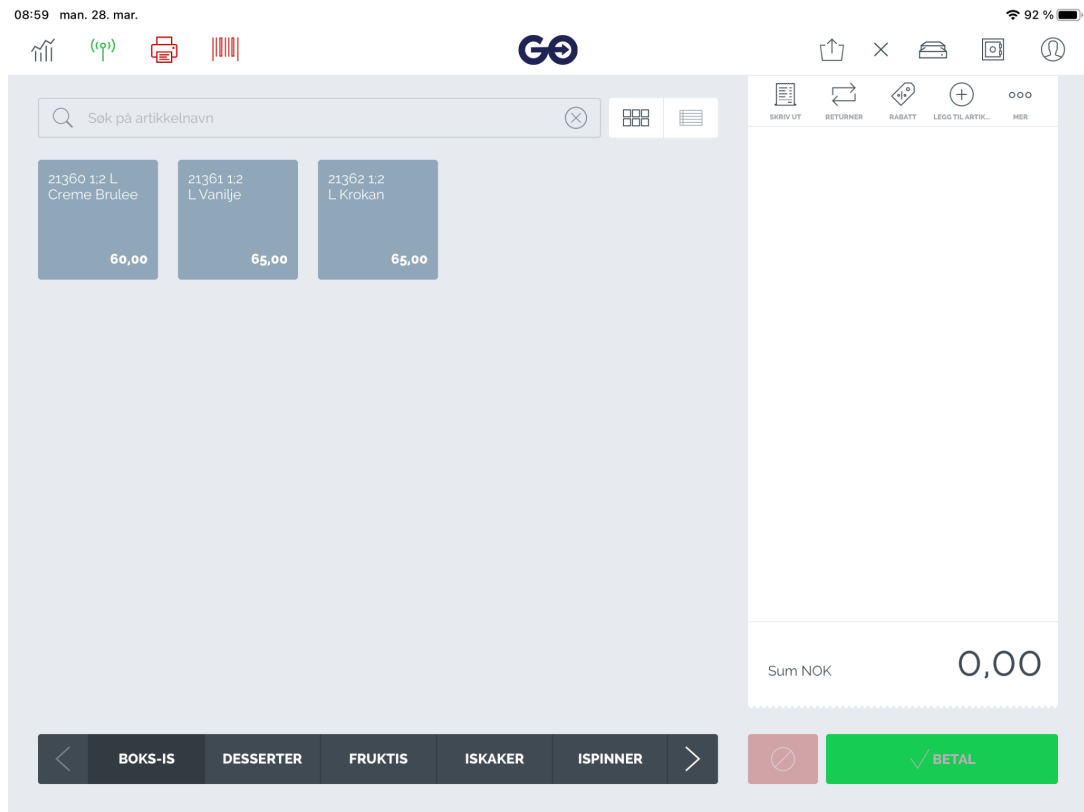 08:59 man. 28. mar.
92 %
GO
Søk på artikkelnavn
SKRIV UT
RETURNER
RABATT
LEGG TIL ARTIK...
MER
21360 1;2 L
Creme Brulee
60,00
21361 1;2
L Vanilje
65,00
21362 1;2
L Krokan
65,00
Sum NOK
0,00
BOKS-IS
DESSERTER
FRUKTIS
ISKAKER
ISPINNER
BETAL